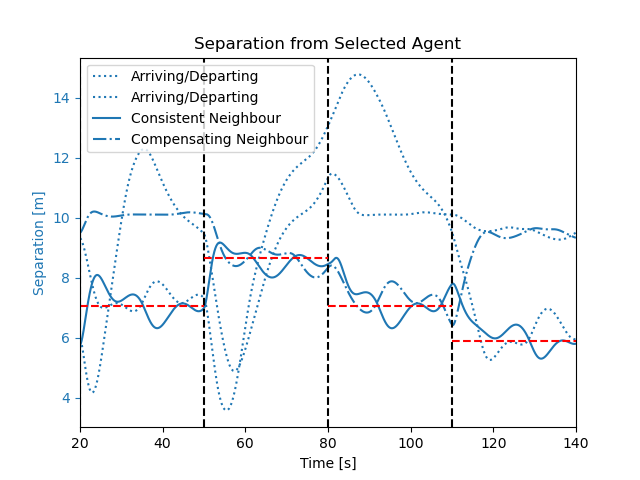 Separation from Selected Agent
Arriving/Departing
Arriving/Departing
Consistent Neighbour
Compensating Neighbour
14
12
10
8
6
4
Separation [m]
20
40
60
80
100
120
140
Time [s]